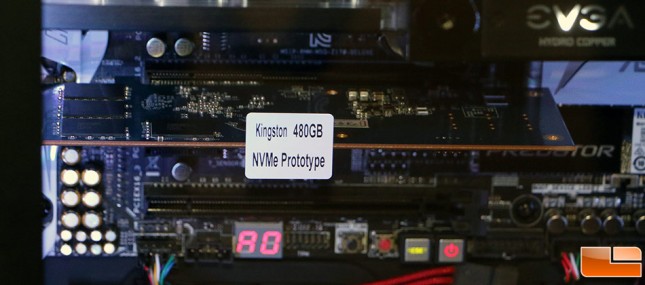 EVGA
HYDRO COPPER
Kingston 480GB
NVMe Prototype
PREDATOR
A0